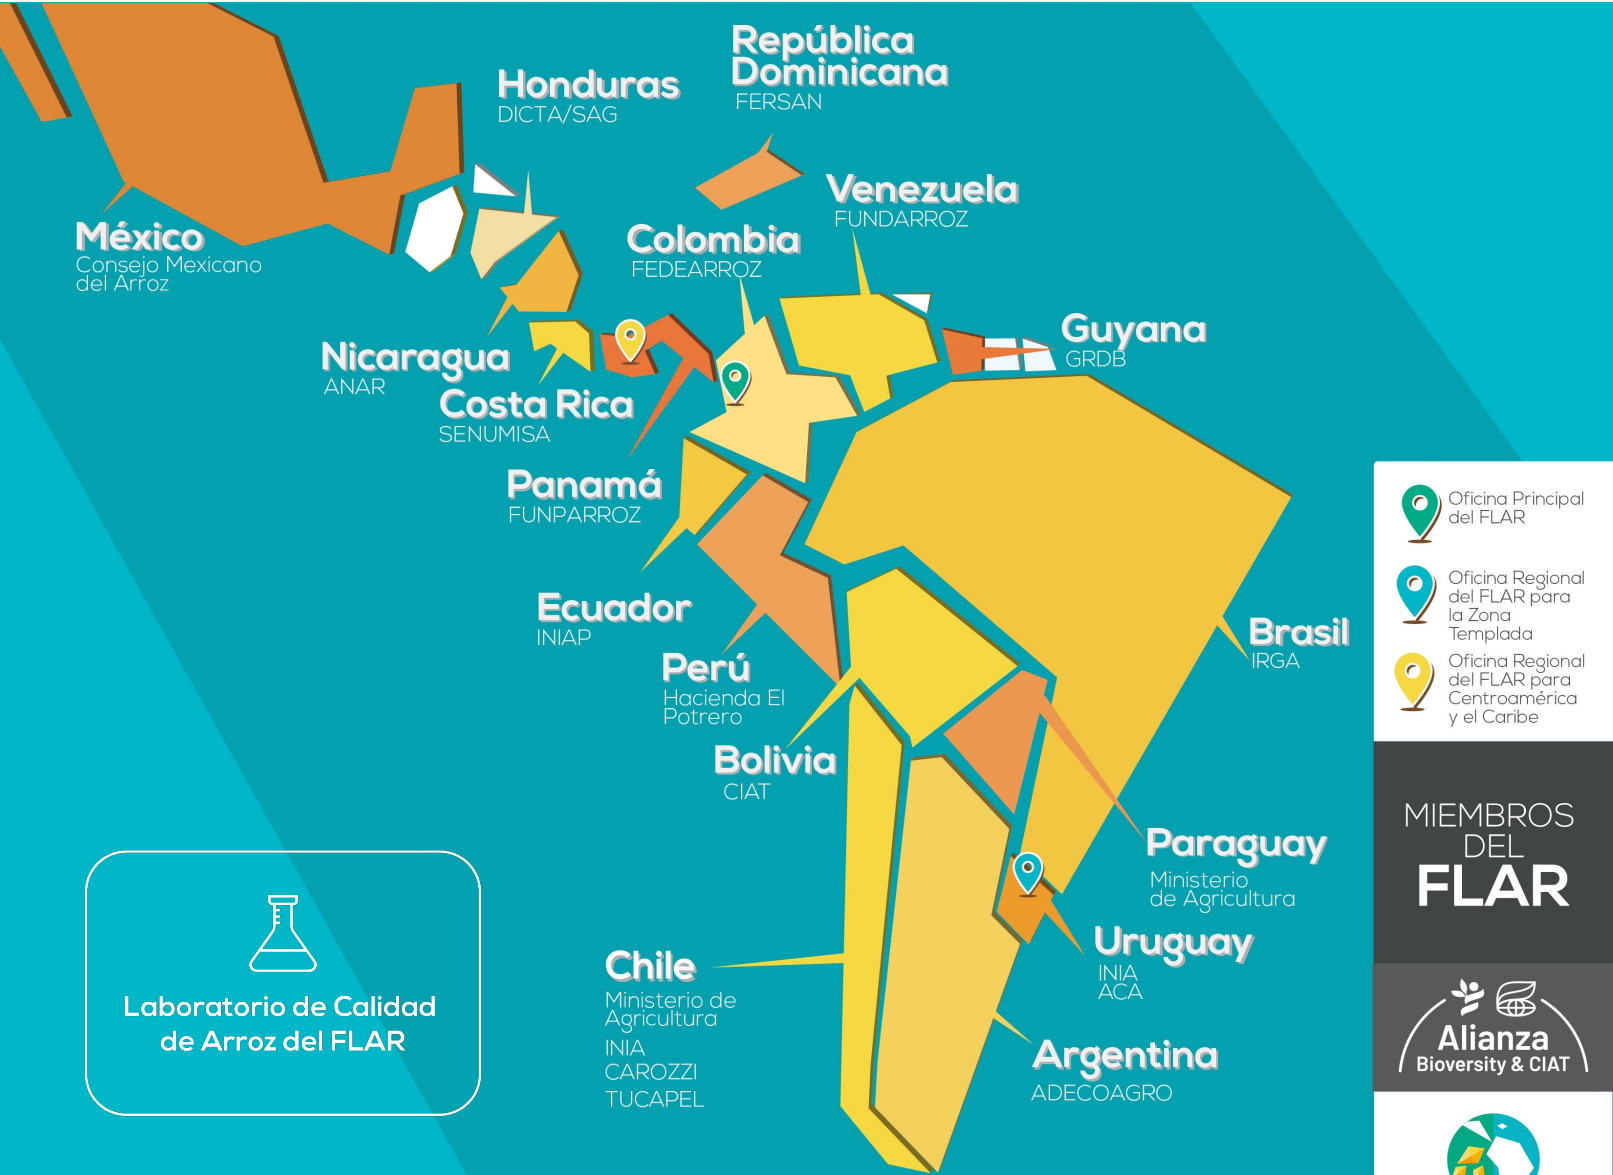 República
Dominicana
FERSAN
Honduras
DICTA/SAG
Venezuela
FUNDARROZ
México
Consejo Mexicano
del Arroz
Colombia
FEDEARROZ
Guyana
GRDB
Nicaragua
ANAR
Costa Rica
SENUMISA
Panamá
FUNPARROZ
Ecuador
INIAP
Perú
Hacienda El
Potrero
Brasil
IRGA
Bolivia
CIAT
Paraguay
Ministerio
de Agricultura
Uruguay
INIA
ACA
Chile
Ministerio de
Agricultura
INIA
CAROZZI
TUCAPEL
Argentina
ADECOAGRO
Laboratorio de Calidad
de Arroz del FLAR
Oficina Principal
del FLAR
Oficina Regional
del FLAR para
la Zona
Templada
Oficina Regional
del FLAR para
Centroamérica
y el Caribe
MIEMBROS
DEL
FLAR
Alianza
Bioversity & CIAT